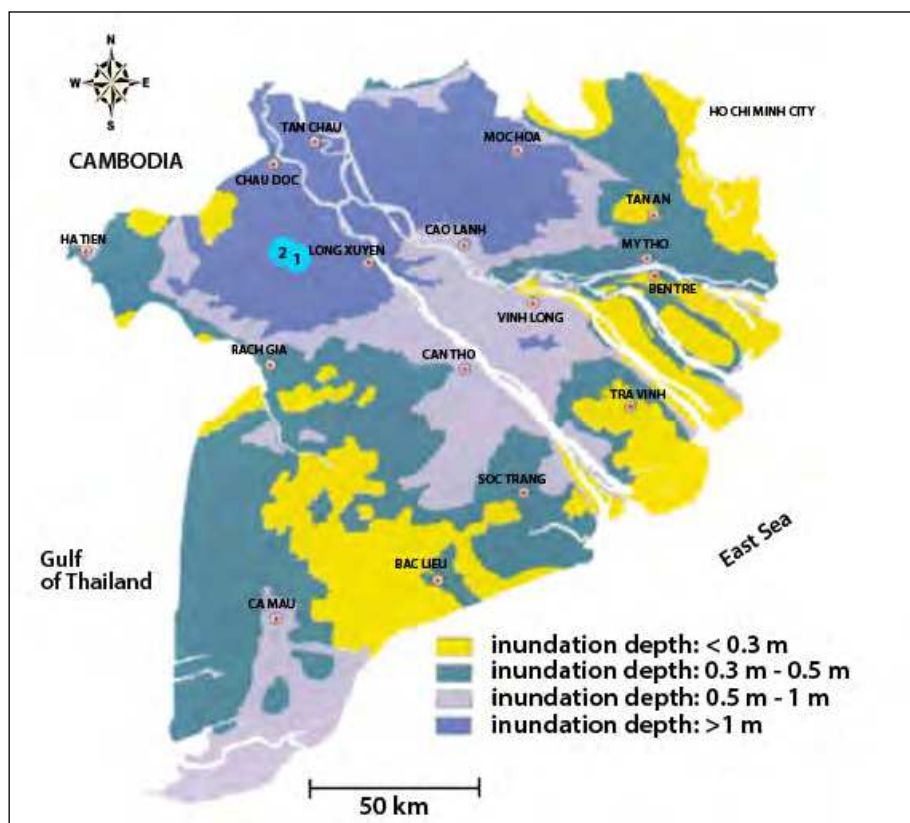 N
W E
S
HO CHI MINH CITY
TAN CHAU
MOC HOA
CAMBODIA
CHAU DOC
TAN AN
HA TIEN
CAO LANH
MY THO
2 1
LONG XUYEN
BEN TRE
VINH LONG
RACH GIA
CAN THO
TRA VINH
SOC TRANG
East Sea
Gulf
of Thailand
BAC LIEU
CA MAU
inundation depth: < 0.3 m
inundation depth: 0.3 m - 0.5 m
inundation depth: 0.5 m - 1 m
inundation depth: >1 m
50 km